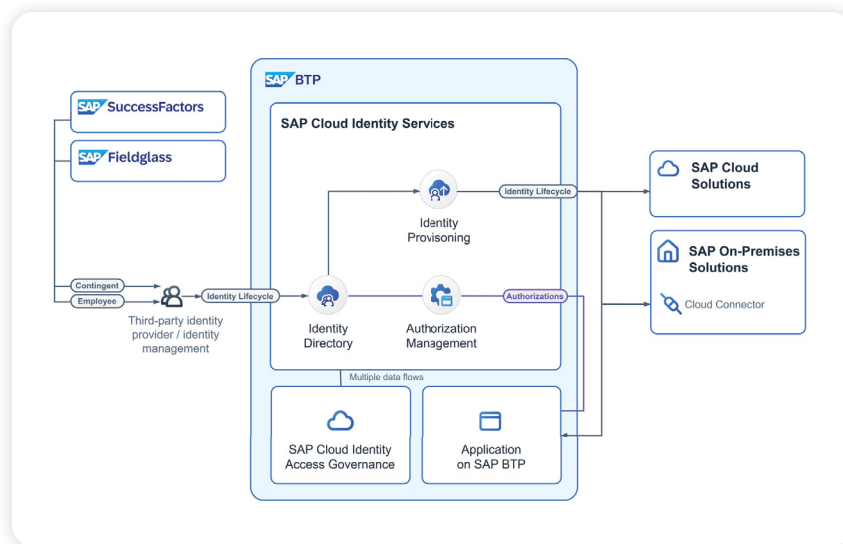 SAP BTP
SAP SuccessFactors
SAP Fieldglass
SAP Cloud Identity Services
Identity
Provisoning
Identity Lifecycle
SAP Cloud
Solutions
SAP On-Premises
Solutions
Cloud Connector
Contingent
Employee
Third-party identity
provider / identity
management
Identity Lifecycle
Identity
Directory
Authorization
Management
Authorizations
Multiple data flows
SAP Cloud Identity
Access Governance
Application
on SAP BTP